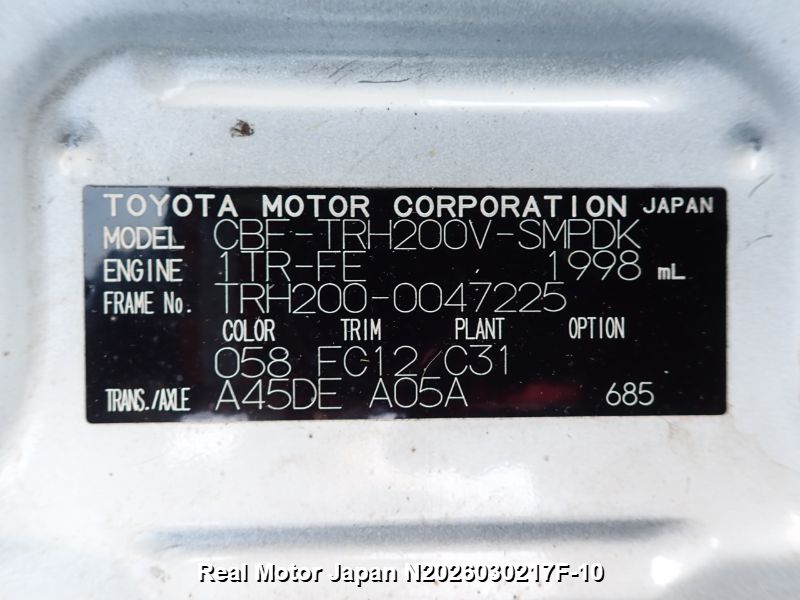 TOYOTA MOTOR CORPORATION JAPAN
MODEL CBF-TRH200V-SMPDK
ENGINE 1TR-FE 1998 mL
FRAME No. TRH200-0047225
COLOR TRIM PLANT OPTION
058 FC12 C31
TRANS./AXLE A45DE A05A 685
Real Motor Japan N2026030217F-10